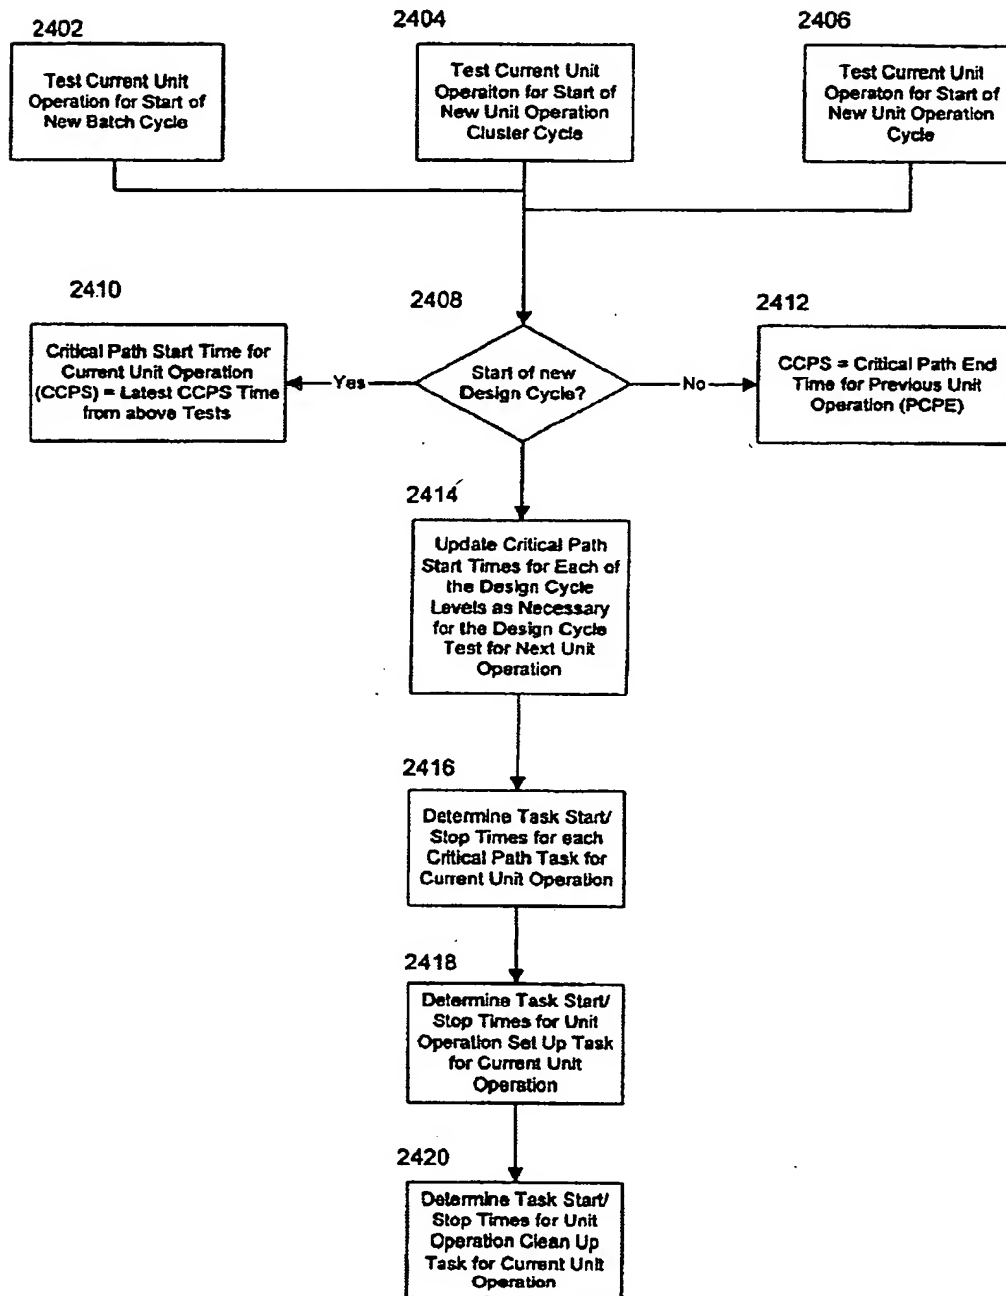 2402
Test Current Unit
Operation for Start of
New Batch Cycle
2404
Test Current Unit
Operaiton for Start of
New Unit Operation
Cluster Cycle
2406
Test Current Unit
Operaton for Start of
New Unit Operation
Cycle
2410
Critical Path Start Time for
Current Unit Operation
(CCPS) = Latest CCPS Time
from above Tests
Yes
2408
Start of new
Design Cycle?
No
2412
CCPS = Critical Path End
Time for Previous Unit
Operation (PCPE)
2414
Update Critical Path
Start Times for Each of
the Design Cycle
Levels as Necessary
for the Design Cycle
Test for Next Unit
Operation
2416
Determine Task Start/
Stop Times for each
Critical Path Task for
Current Unit Operation
2418
Determine Task Start/
Stop Times for Unit
Operation Set Up Task
for Current Unit
Operation
2420
Determine Task Start/
Stop Times for Unit
Operation Clean Up
Task for Current Unit
Operation